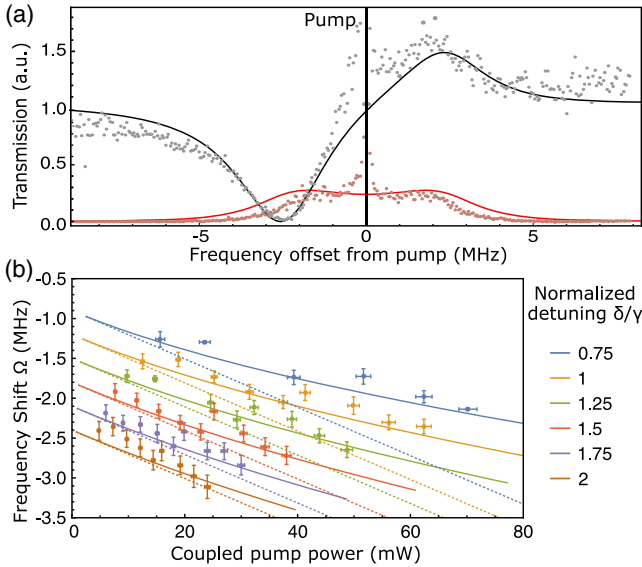 (a)
Pump
Transmission (a.u.)
1.5
1.0
0.5
0.0
-5 0 5
Frequency offset from pump (MHz)
(b)
Frequency Shift Ω (MHz)
-0.5
-1.0
-1.5
-2.0
-2.5
-3.0
-3.5
0 20 40 60 80
Coupled pump power (mW)
Normalized
detuning δ/γ
0.75
1
1.25
1.5
1.75
2